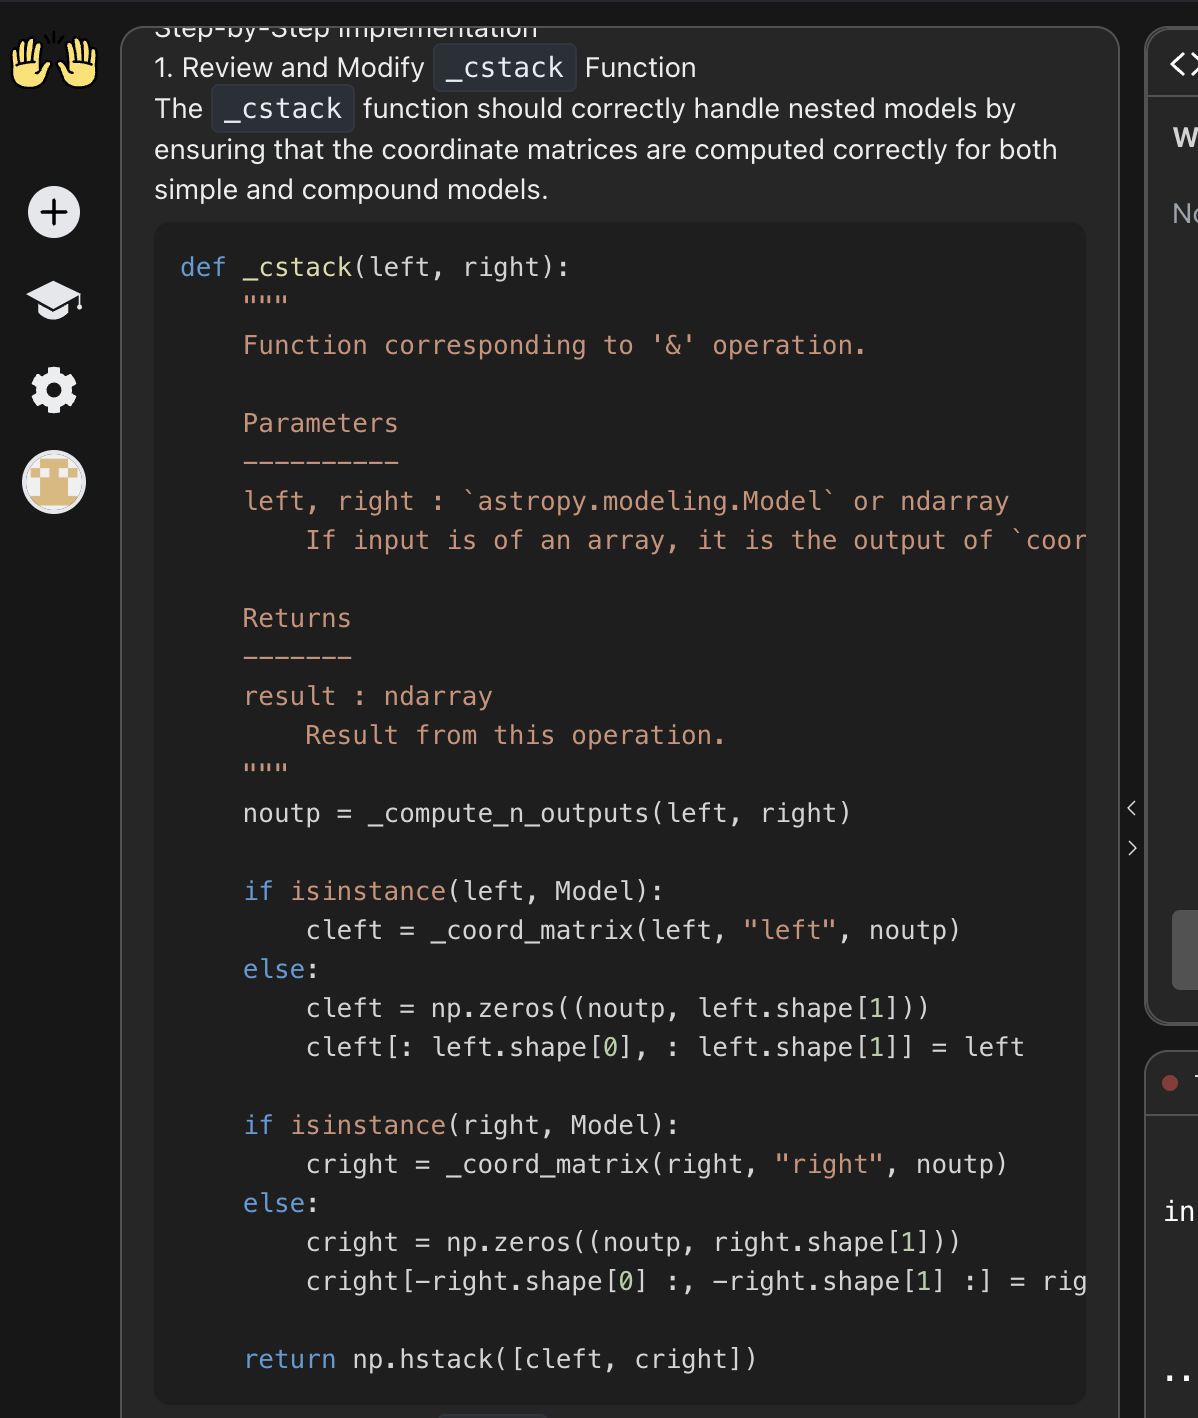 Step-by-Step Implementation
1. Review and Modify _cstack Function
The _cstack function should correctly handle nested models by
ensuring that the coordinate matrices are computed correctly for both
simple and compound models.
def _cstack(left, right):
    """
    Function corresponding to '&' operation.

    Parameters
    ----------
    left, right : `astropy.modeling.Model` or ndarray
        If input is of an array, it is the output of `coor

    Returns
    -------
    result : ndarray
        Result from this operation.
    """
    noutp = _compute_n_outputs(left, right)

    if isinstance(left, Model):
        cleft = _coord_matrix(left, "left", noutp)
    else:
        cleft = np.zeros((noutp, left.shape[1]))
        cleft[: left.shape[0], : left.shape[1]] = left

    if isinstance(right, Model):
        cright = _coord_matrix(right, "right", noutp)
    else:
        cright = np.zeros((noutp, right.shape[1]))
        cright[-right.shape[0] :, -right.shape[1] :] = rig

    return np.hstack([cleft, cright])
<>
W
No
in
..